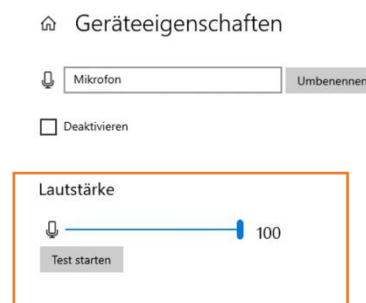 Geräteeigenschaften
Mikrofon
Umbenennen
Deaktivieren
Lautstärke
100
Test starten